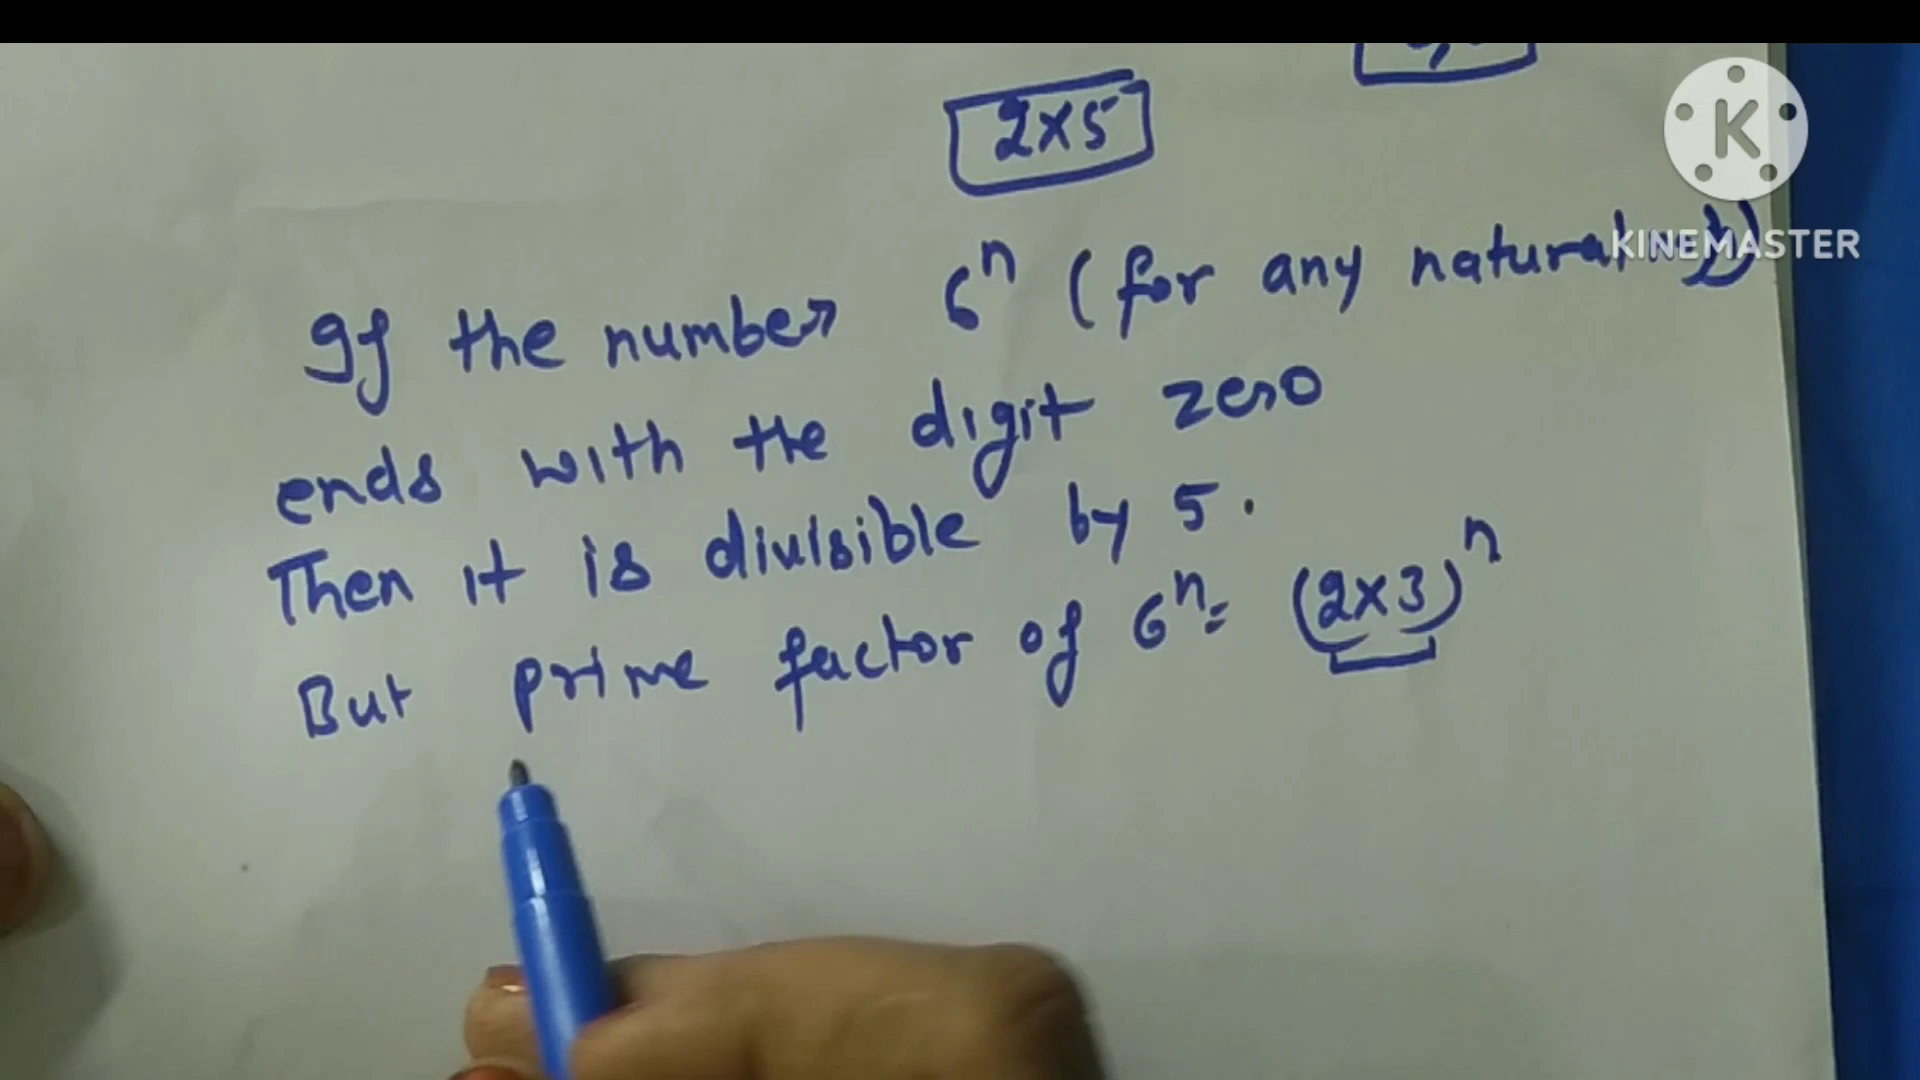 2×5
K
KINEMASTER
If the number 6ⁿ (for any natural
ends with the digit zero
Then it is divisible by 5.
But prime factor of 6ⁿ = (2×3)ⁿ